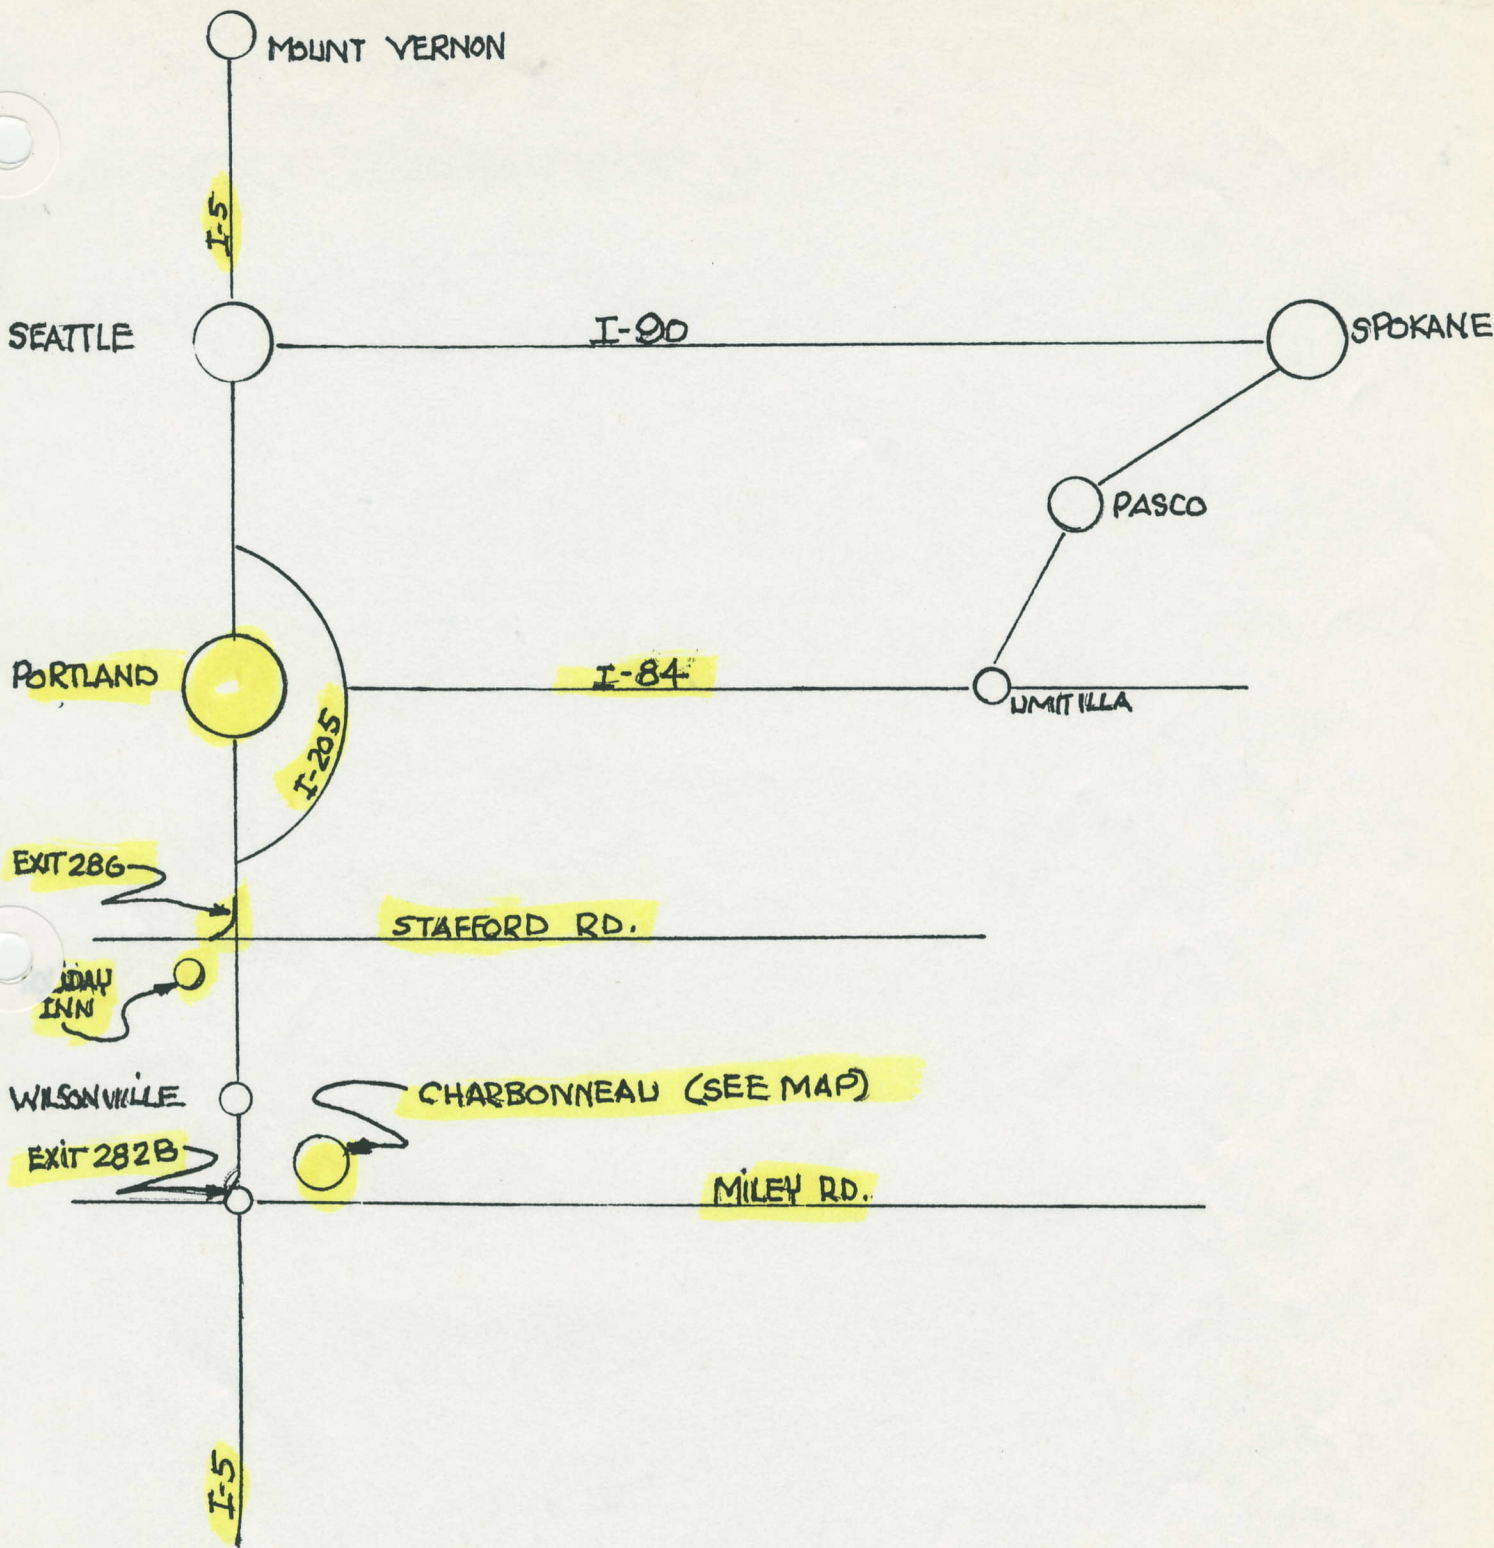 MOUNT VERNON
I-5
SEATTLE
I-90
SPOKANE
PASCO
PORTLAND
I-84
UMITILLA
I-205
EXIT 286
STAFFORD RD.
INN
WILSONVILLE
CHARBONNEAU (SEE MAP)
EXIT 282B
MILEY RD.
I-5